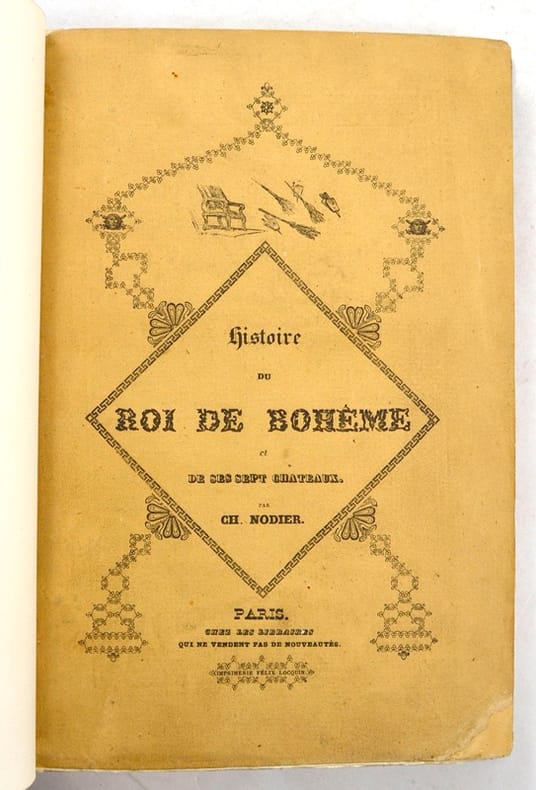 Histoire
DU
ROI DE BOHÊME
et
DE SES SEPT CHATEAUX.
PAR
CH. NODIER.
PARIS.
CHEZ LES LIBRAIRES
QUI NE VENDENT PAS DE NOUVEAUTÉS.
IMPRIMERIE FÉLIX LOCQUIN.